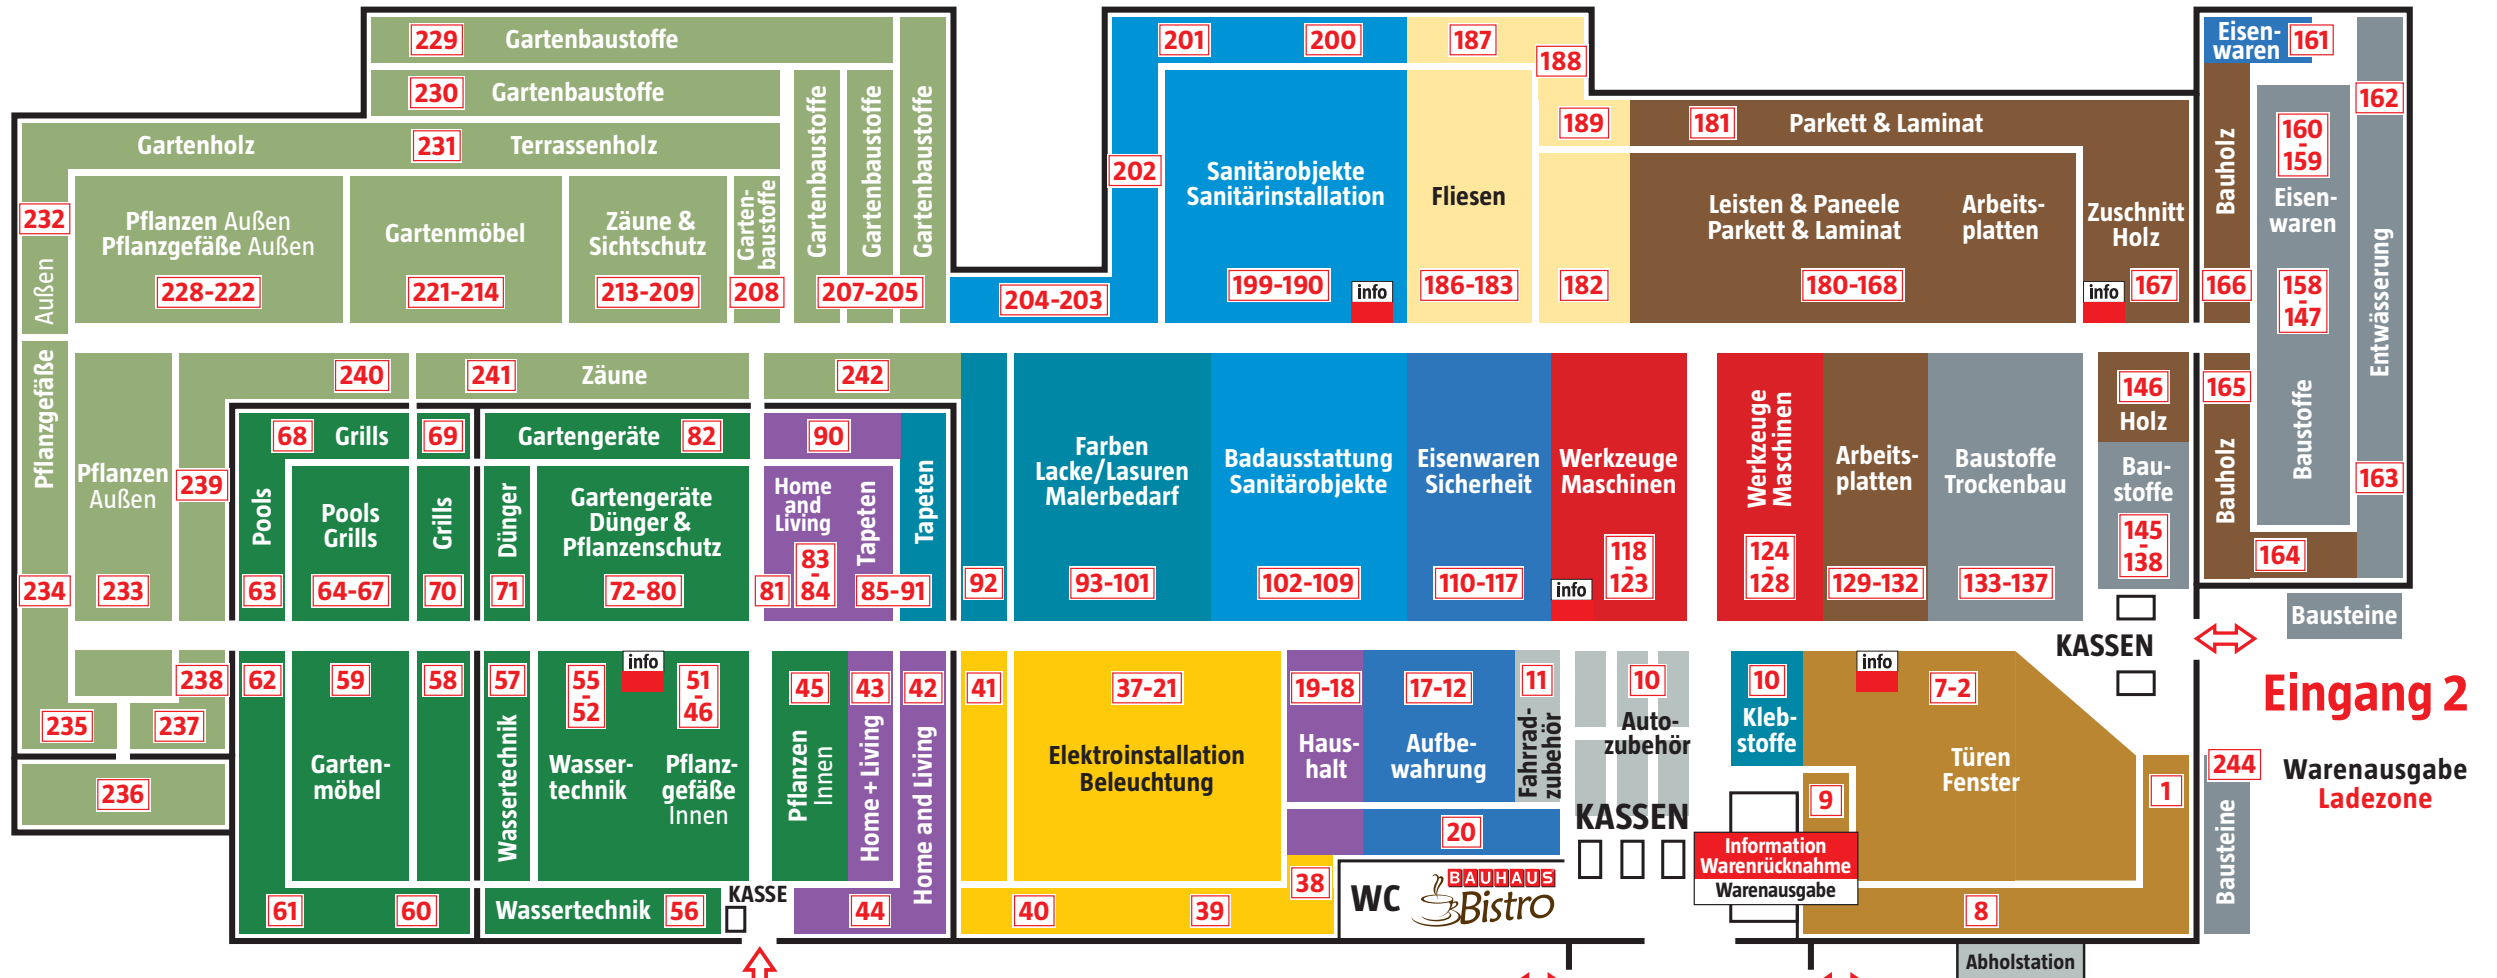 229 Gartenbaustoffe
230 Gartenbaustoffe
Gartenholz 231 Terrassenholz
Gartenbaustoffe
Gartenbaustoffe
Gartenbaustoffe
232
Außen
Pflanzen Außen
Pflanzgefäße Außen
228-222
Gartenmöbel
221-214
Zäune &
Sichtschutz
213-209
Garten-
baustoffe
208
207-205
204-203
201
200
202
Sanitärobjekte
Sanitärinstallation
199-190
info
187
188
189
Fliesen
186-183
182
181 Parkett & Laminat
Leisten & Paneele
Parkett & Laminat
Arbeits-
platten
180-168
Zuschnitt
Holz
info
167
Eisen-
waren
161
162
Bauholz
166
160
-
159
Eisen-
waren
158
-
147
Entwässerung
Baustoffe
163
165
Bauholz
164
Pflanzgefäße
234
Pflanzen
Außen
233
240
239
241 Zäune
242
68 Grills
69
Pools
63
Pools
Grills
64-67
Grills
70
Gartengeräte 82
Dünger
71
Gartengeräte
Dünger &
Pflanzenschutz
72-80
90
Home
and
Living
81
83
-
84
Tapeten
Tapeten
85-91
92
Farben
Lacke/Lasuren
Malerbedarf
93-101
Badausstattung
Sanitärobjekte
102-109
Eisenwaren
Sicherheit
110-117
Werkzeuge
Maschinen
info
118
-
123
Werkzeuge
Maschinen
124
-
128
Arbeits-
platten
129-132
Baustoffe
Trockenbau
133-137
146
Holz
Bau-
stoffe
145
-
138
Bausteine
KASSEN
Eingang 2
244
Warenausgabe
Ladezone
Bausteine
238
235
237
236
62
59
58
Garten-
möbel
61
60
57
Wassertechnik
55
-
52
info
51
-
46
Wasser-
technik
Pflanz-
gefäße
Innen
Wassertechnik 56
KASSE
45
Pflanzen
Innen
43
Home + Living
42
Home and Living
44
41
37-21
Elektroinstallation
Beleuchtung
40
39
38
19-18
Haus-
halt
17-12
Aufbe-
wahrung
11
Fahrrad-
zubehör
20
WC
BAUHAUS
Bistro
10
Auto-
zubehör
KASSEN
10
Kleb-
stoffe
info
7-2
Türen
Fenster
9
1
Information
Warenrücknahme
Warenausgabe
8
Abholstation